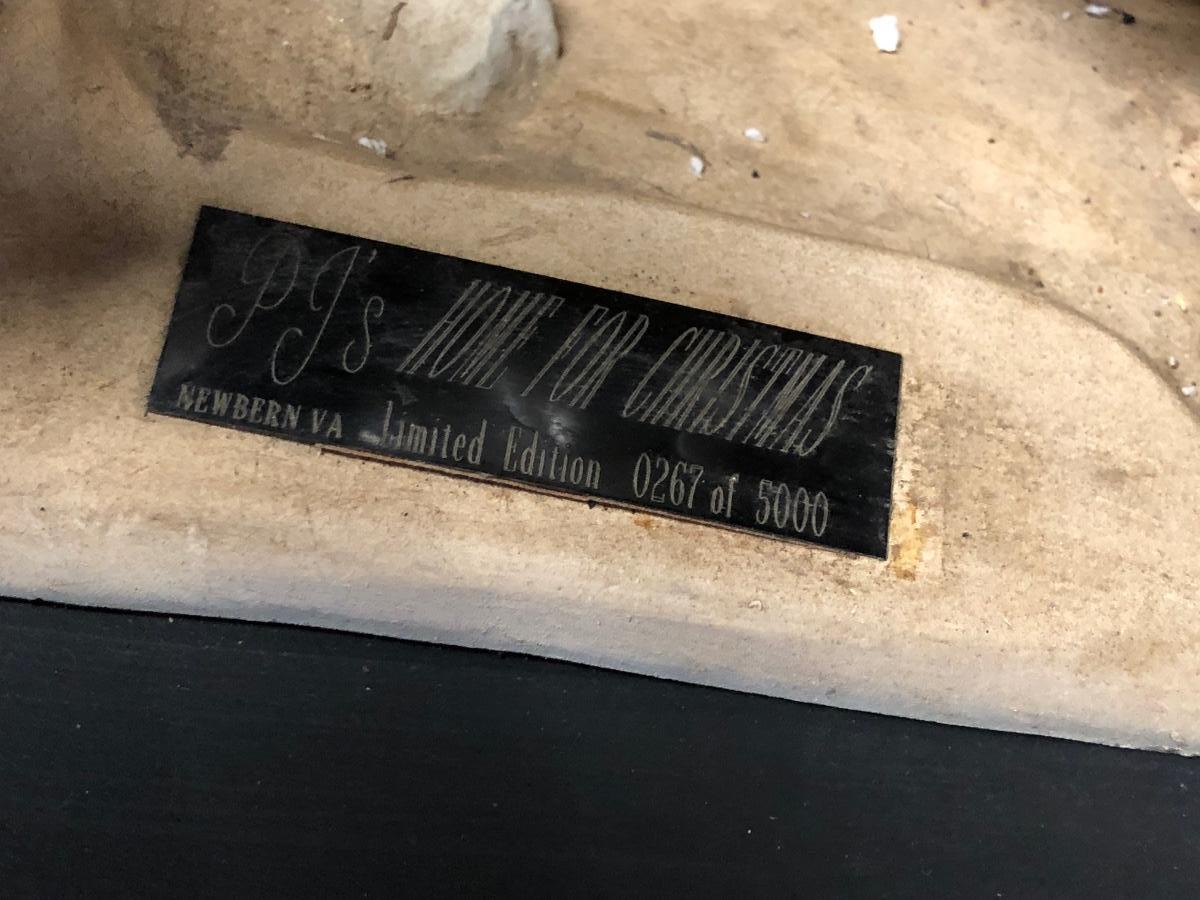 PJ's HOME FOR CHRISTMAS
NEWBERN VA Limited Edition 0267 of 5000